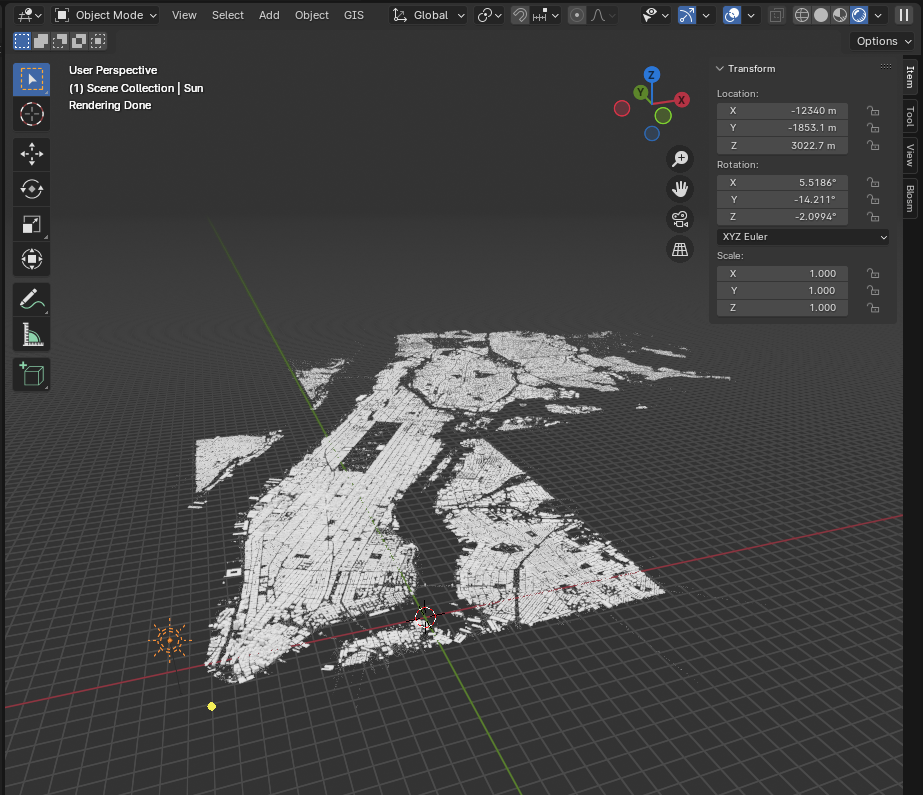 Object Mode View Select Add Object GIS Global
Options
User Perspective
(1) Scene Collection | Sun
Rendering Done
Z
Y
X
Transform
Location:
X -12340 m
Y -1853.1 m
Z 3022.7 m
Rotation:
X 5.5186°
Y -14.211°
Z -2.0994°
XYZ Euler
Scale:
X 1.000
Y 1.000
Z 1.000
Item
Tool
View
Blosm